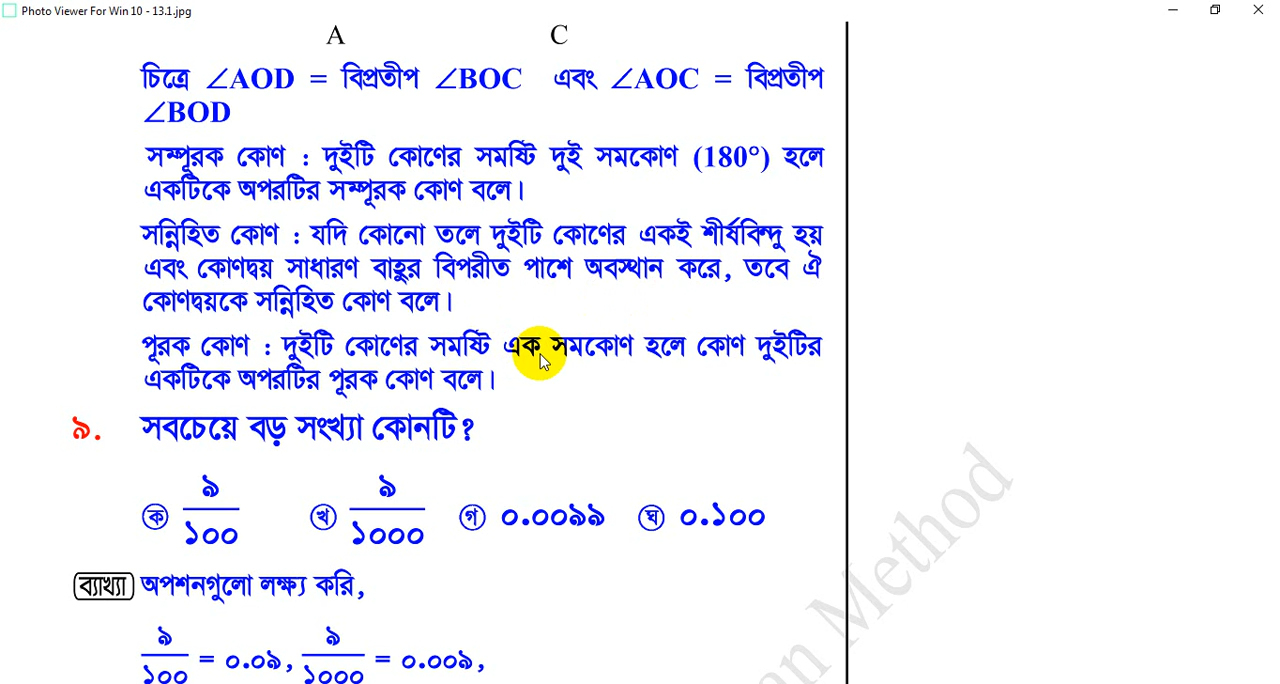 Photo Viewer For Win 10 - 13.1.jpg
A C
চিত্রে ∠AOD = বিপ্রতীপ ∠BOC এবং ∠AOC = বিপ্রতীপ
∠BOD
সম্পূরক কোণ : দুইটি কোণের সমষ্টি দুই সমকোণ (180°) হলে
একটিকে অপরটির সম্পূরক কোণ বলে।
সন্নিহিত কোণ : যদি কোনো তলে দুইটি কোণের একই শীর্ষবিন্দু হয়
এবং কোণদ্বয় সাধারণ বাহুর বিপরীত পাশে অবস্থান করে, তবে ঐ
কোণদ্বয়কে সন্নিহিত কোণ বলে।
পূরক কোণ : দুইটি কোণের সমষ্টি এক সমকোণ হলে কোণ দুইটির
একটিকে অপরটির পূরক কোণ বলে।
৯. সবচেয়ে বড় সংখ্যা কোনটি?
ক ৯/১০০ খ ৯/১০০০ গ ০.০০৯৯ ঘ ০.১০০
ব্যাখ্যা অপশনগুলো লক্ষ্য করি,
৯/১০০ = ০.০৯, ৯/১০০০ = ০.০০৯,
Method